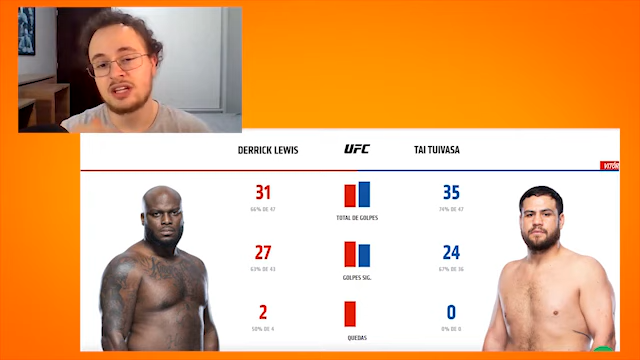 DERRICK LEWIS UFC TAI TUIVASA
31 35
66% DE 47 74% DE 47
TOTAL DE GOLPES
27 24
63% DE 43 67% DE 36
GOLPES SIG.
2 0
50% DE 4 0% DE 0
QUEDAS